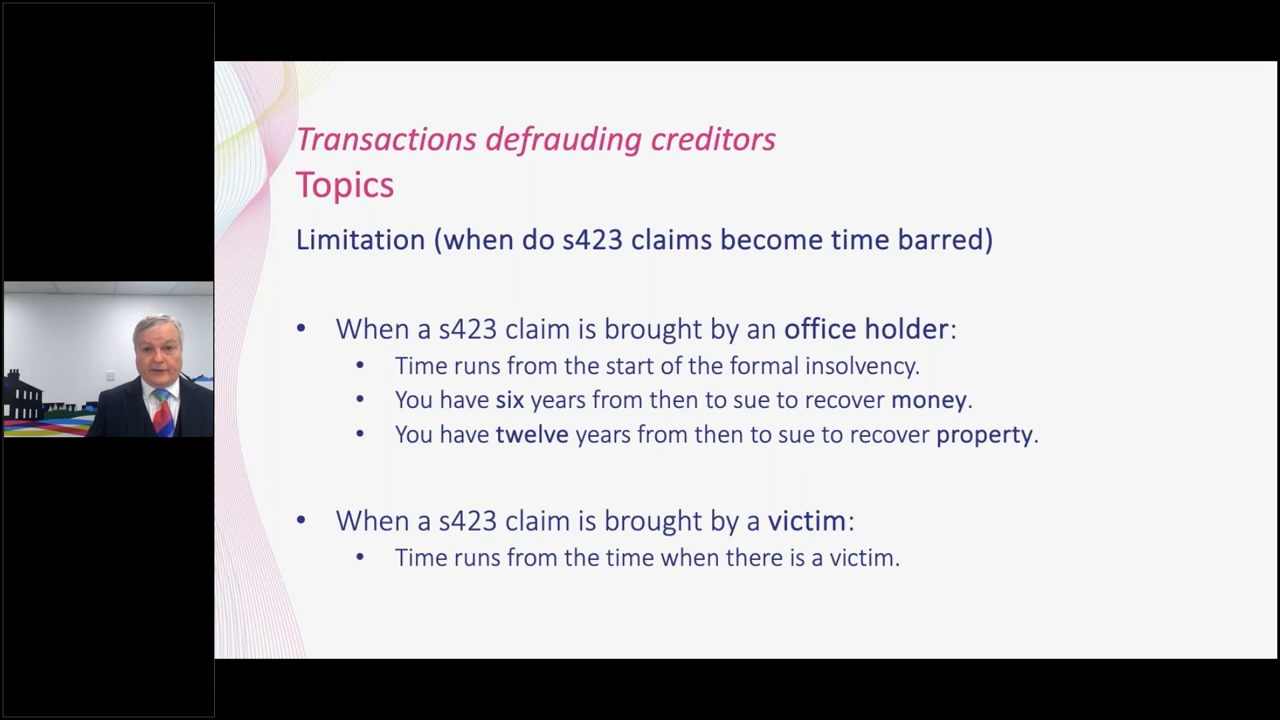 Transactions defrauding creditors
Topics
Limitation (when do s423 claims become time barred)
• When a s423 claim is brought by an office holder:
• Time runs from the start of the formal insolvency.
• You have six years from then to sue to recover money.
• You have twelve years from then to sue to recover property.
• When a s423 claim is brought by a victim:
• Time runs from the time when there is a victim.